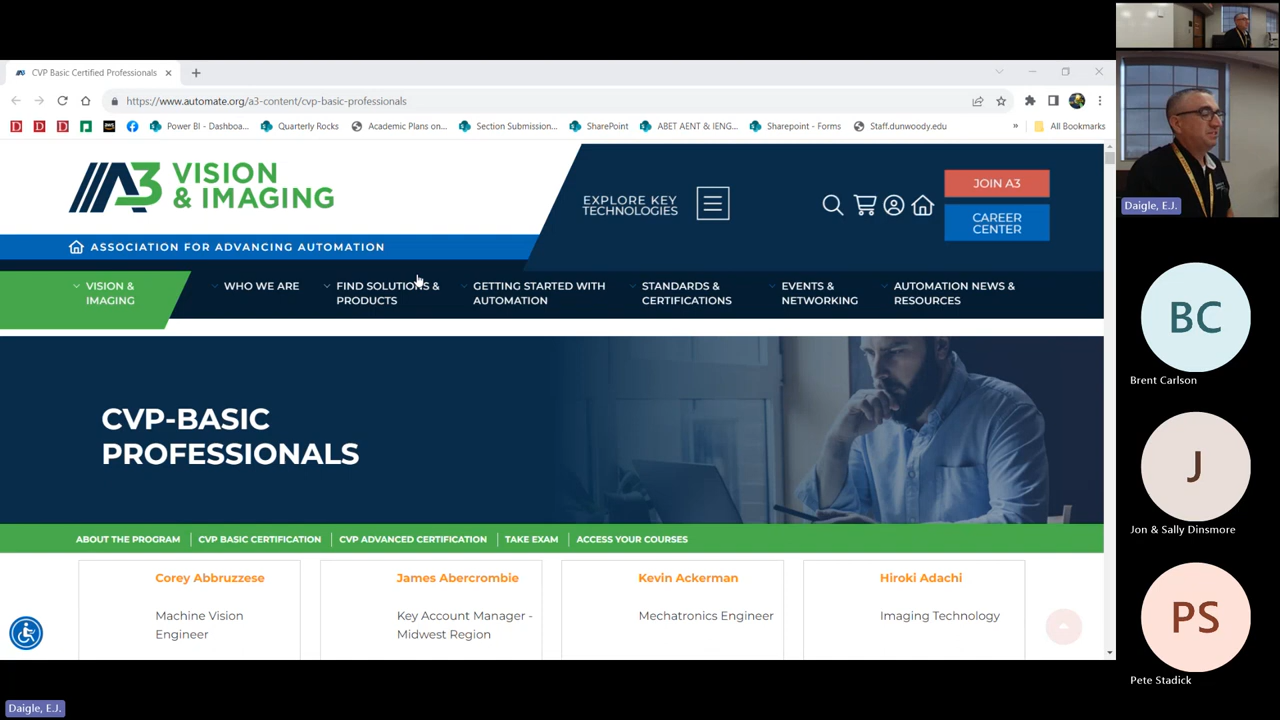 CVP Basic Certified Professionals
https://www.automate.org/a3-content/cvp-basic-professionals
Power BI - Dashboa...
Quarterly Rocks
Academic Plans on...
Section Submission...
SharePoint
ABET AENT & IENG...
Sharepoint - Forms
Staff.dunwoody.edu
»
All Bookmarks
A3 VISION
& IMAGING
ASSOCIATION FOR ADVANCING AUTOMATION
EXPLORE KEY
TECHNOLOGIES
JOIN A3
CAREER
CENTER
VISION &
IMAGING
WHO WE ARE
FIND SOLUTIONS &
PRODUCTS
GETTING STARTED WITH
AUTOMATION
STANDARDS &
CERTIFICATIONS
EVENTS &
NETWORKING
AUTOMATION NEWS &
RESOURCES
CVP-BASIC
PROFESSIONALS
ABOUT THE PROGRAM
CVP BASIC CERTIFICATION
CVP ADVANCED CERTIFICATION
TAKE EXAM
ACCESS YOUR COURSES
Corey Abbruzzese
Machine Vision
Engineer
James Abercrombie
Key Account Manager -
Midwest Region
Kevin Ackerman
Mechatronics Engineer
Hiroki Adachi
Imaging Technology
Daigle, E.J.
BC
Brent Carlson
J
Jon & Sally Dinsmore
PS
Pete Stadick
Daigle, E.J.